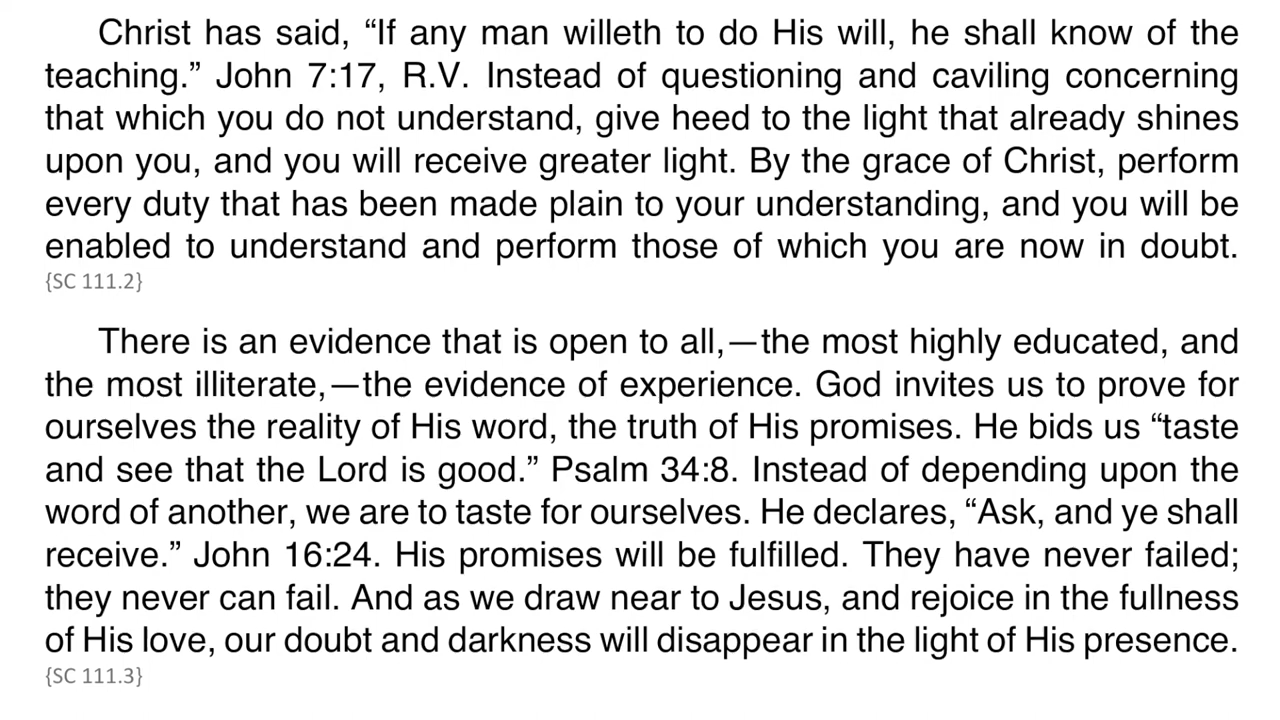 Christ has said, “If any man willeth to do His will, he shall know of the
teaching.” John 7:17, R.V. Instead of questioning and caviling concerning
that which you do not understand, give heed to the light that already shines
upon you, and you will receive greater light. By the grace of Christ, perform
every duty that has been made plain to your understanding, and you will be
enabled to understand and perform those of which you are now in doubt.
{SC 111.2}
There is an evidence that is open to all,—the most highly educated, and
the most illiterate,—the evidence of experience. God invites us to prove for
ourselves the reality of His word, the truth of His promises. He bids us “taste
and see that the Lord is good.” Psalm 34:8. Instead of depending upon the
word of another, we are to taste for ourselves. He declares, “Ask, and ye shall
receive.” John 16:24. His promises will be fulfilled. They have never failed;
they never can fail. And as we draw near to Jesus, and rejoice in the fullness
of His love, our doubt and darkness will disappear in the light of His presence.
{SC 111.3}